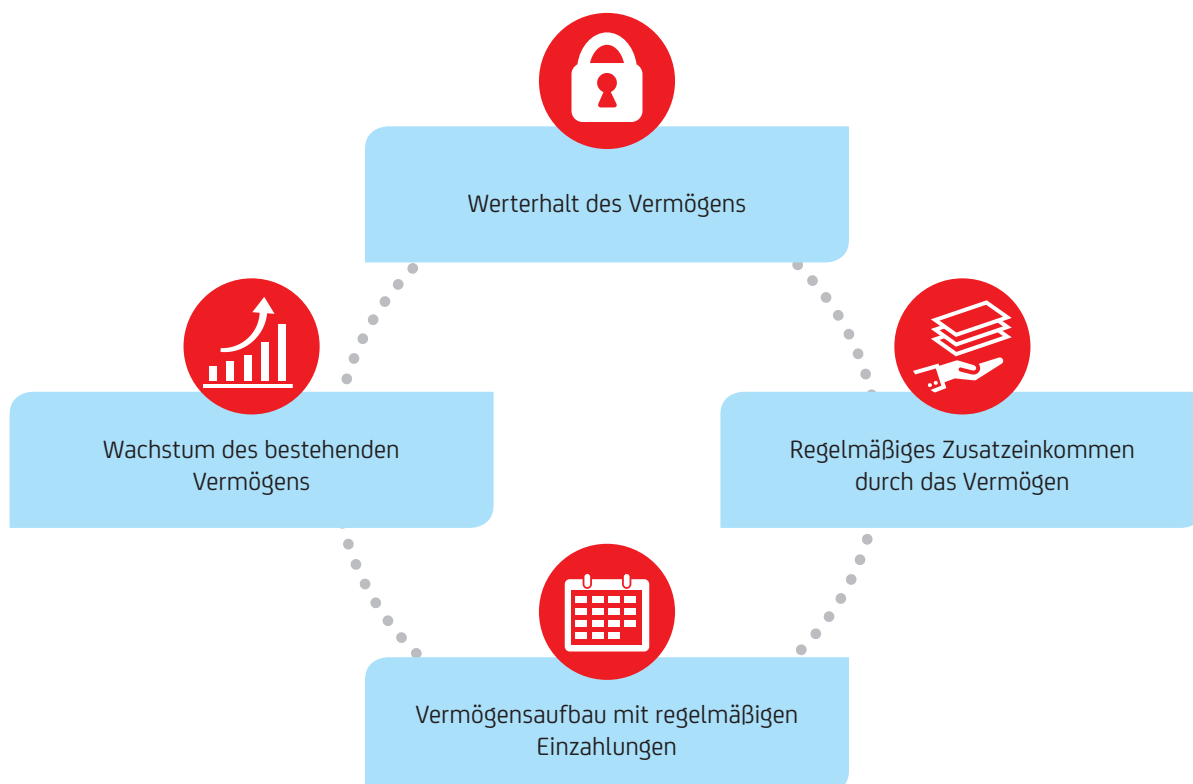 Werterhalt des Vermögens
Wachstum des bestehenden
Vermögens
Regelmäßiges Zusatzeinkommen
durch das Vermögen
Vermögensaufbau mit regelmäßigen
Einzahlungen